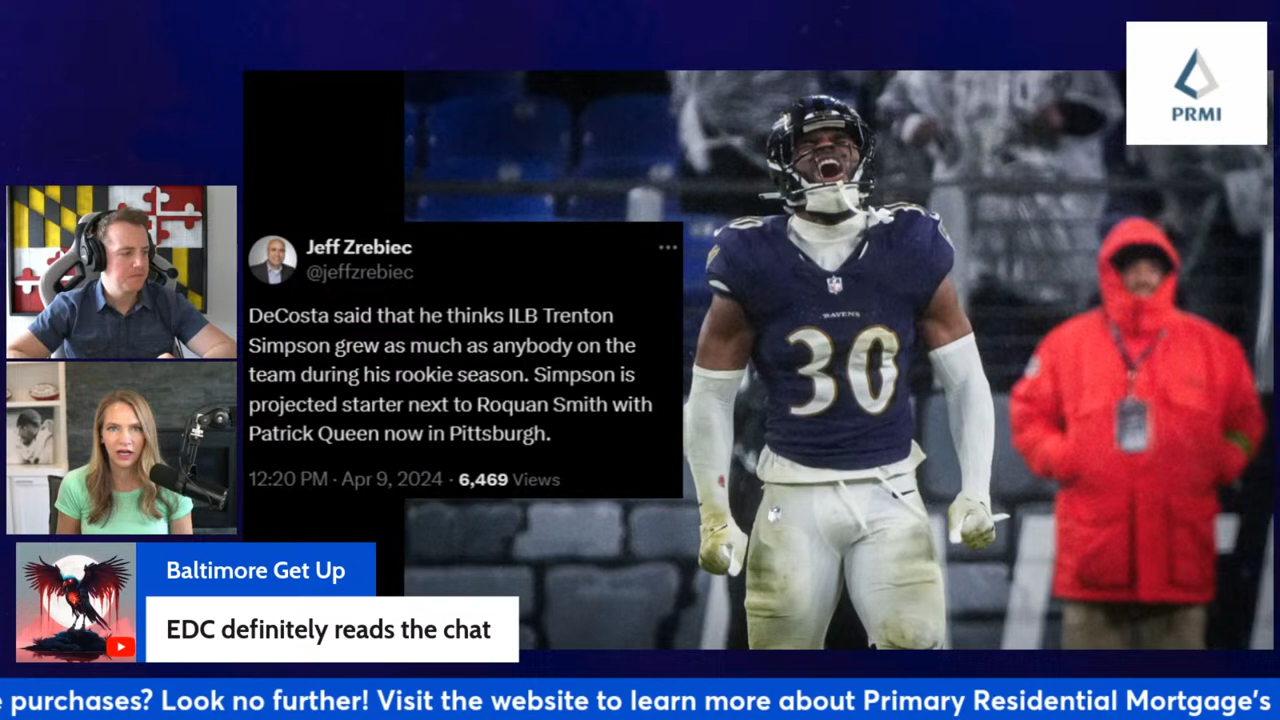 PRMI
Jeff Zrebiec
@jeffzrebiec
DeCosta said that he thinks ILB Trenton
Simpson grew as much as anybody on the
team during his rookie season. Simpson is
projected starter next to Roquan Smith with
Patrick Queen now in Pittsburgh.
12:20 PM · Apr 9, 2024 · 6,469 Views
RAVENS
30
30
Baltimore Get Up
EDC definitely reads the chat
e purchases? Look no further! Visit the website to learn more about Primary Residential Mortgage's